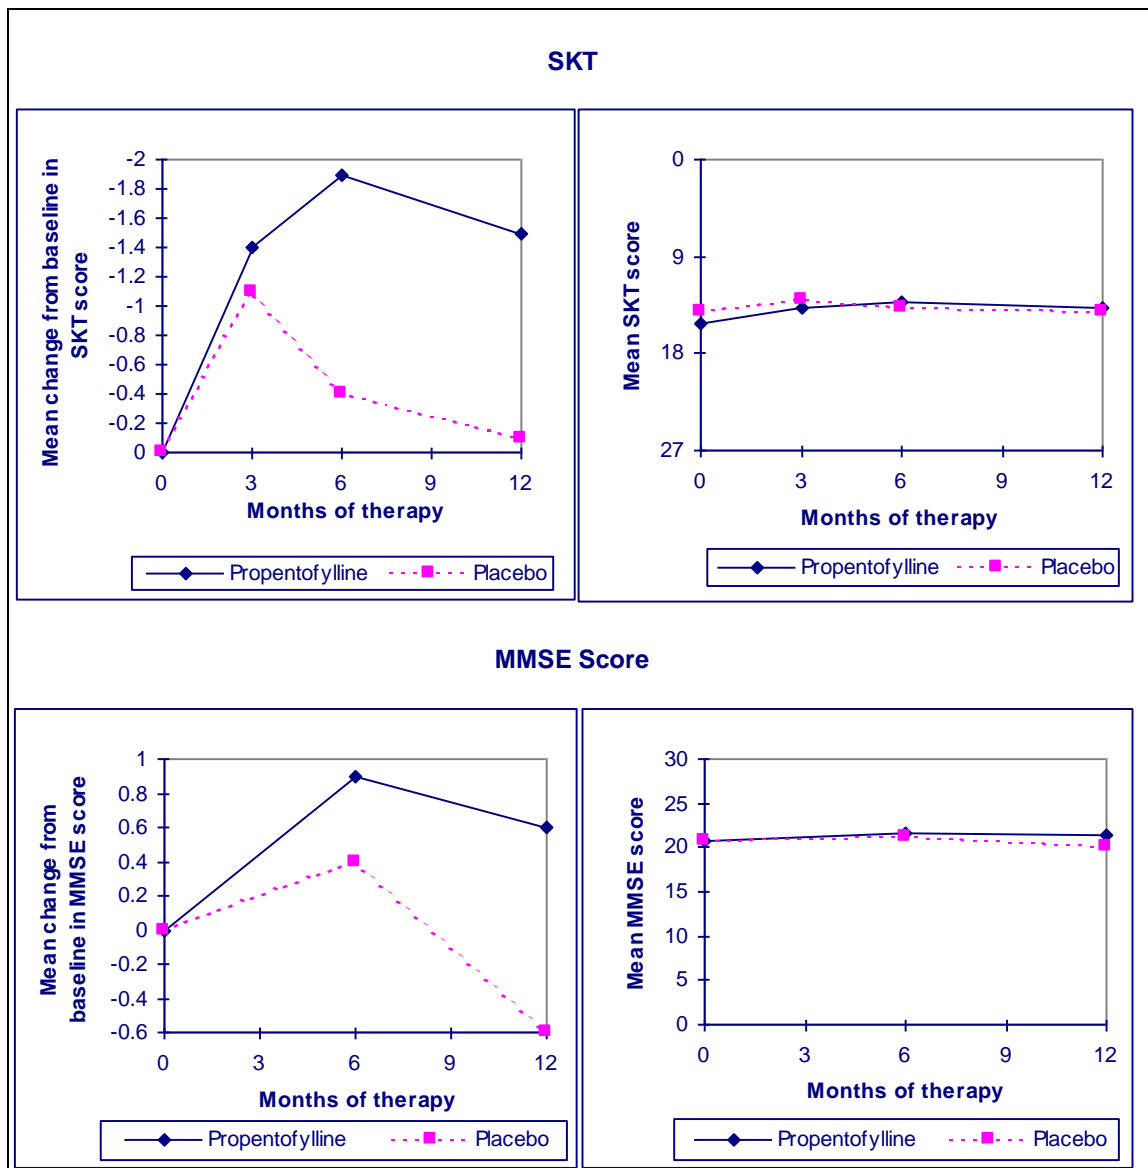 SKT
Mean change from baseline in
SKT score
-2
-1.8
-1.6
-1.4
-1.2
-1
-0.8
-0.6
-0.4
-0.2
0
0 3 6 9 12
Months of therapy
Propentofylline Placebo
Mean SKT score
0
9
18
27
0 3 6 9 12
Months of therapy
Propentofylline Placebo
MMSE Score
Mean change from
baseline in MMSE score
1
0.8
0.6
0.4
0.2
0
-0.2
-0.4
-0.6
0 3 6 9 12
Months of therapy
Propentofylline Placebo
Mean MMSE score
30
25
20
15
10
5
0
0 3 6 9 12
Months of therapy
Propentofylline Placebo